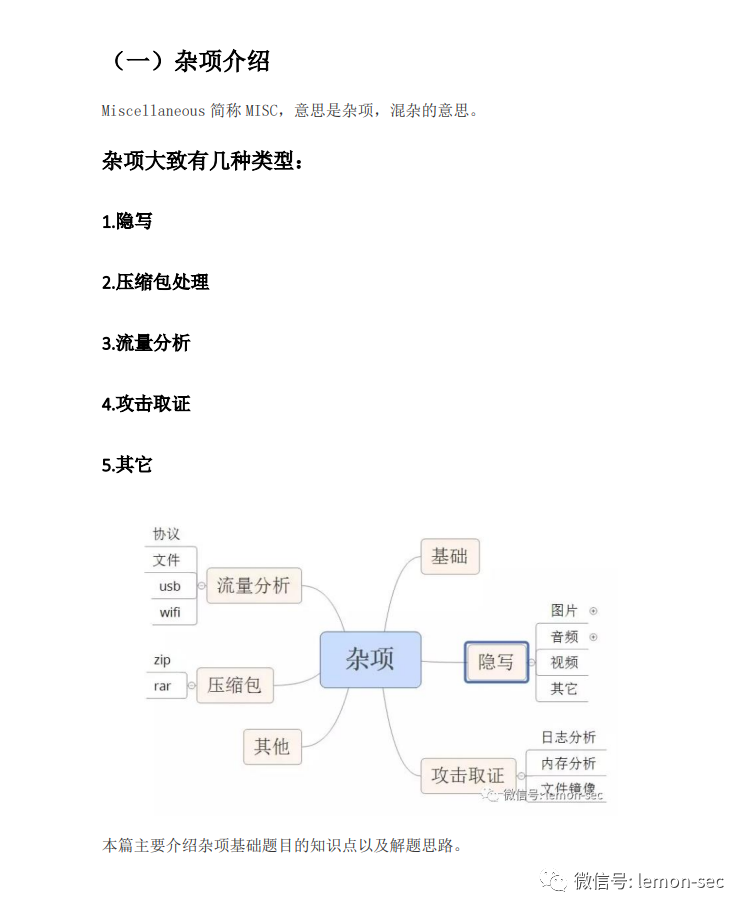 （一）杂项介绍
Miscellaneous 简称 MISC，意思是杂项，混杂的意思。
杂项大致有几种类型：
1.隐写
2.压缩包处理
3.流量分析
4.攻击取证
5.其它
协议
文件
usb
wifi
流量分析
zip
rar
压缩包
其他
杂项
基础
隐写
图片
音频
视频
其它
攻击取证
日志分析
内存分析
文件镜像
微信号: lemon-sec
本篇主要介绍杂项基础题目的知识点以及解题思路。
微信号: lemon-sec